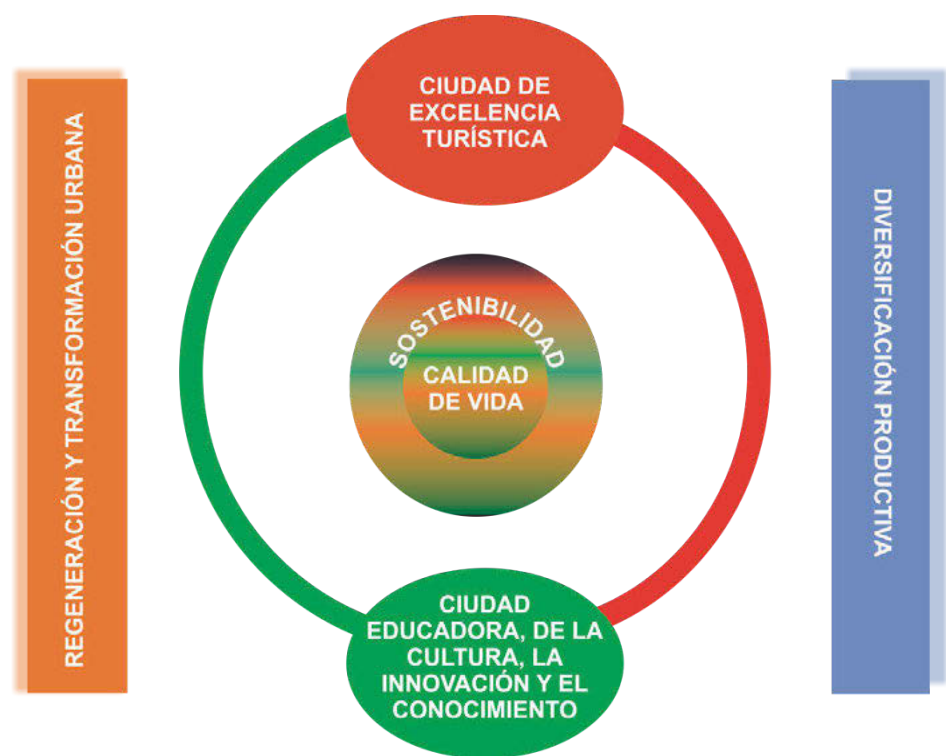 CIUDAD DE
EXCELENCIA
TURÍSTICA
REGENERACIÓN Y TRANSFORMACIÓN URBANA
SOSTENIBILIDAD
CALIDAD
DE VIDA
DIVERSIFICACIÓN PRODUCTIVA
CIUDAD
EDUCADORA, DE LA
CULTURA, LA
INNOVACIÓN Y EL
CONOCIMIENTO